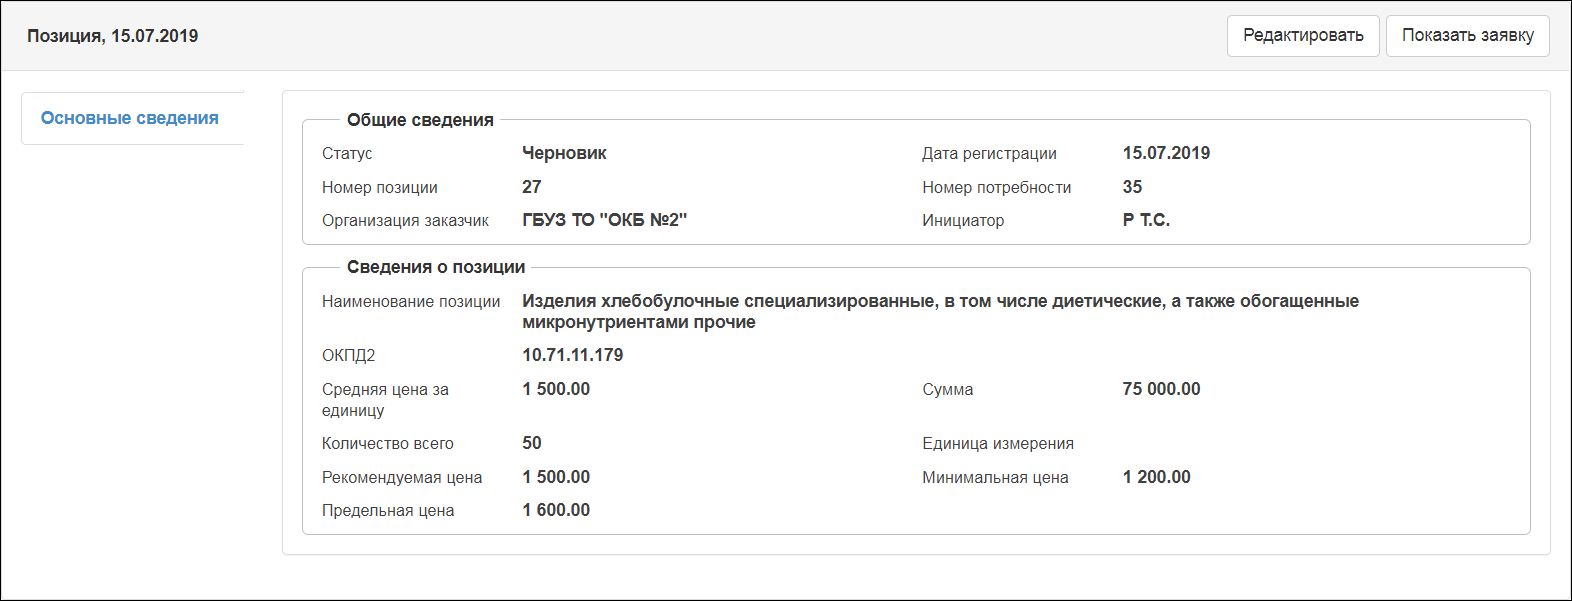 Позиция, 15.07.2019
Редактировать Показать заявку
Основные сведения
Общие сведения
Статус Черновик Дата регистрации 15.07.2019
Номер позиции 27 Номер потребности 35
Организация заказчик ГБУЗ ТО "ОКБ №2" Инициатор Р Т.С.
Сведения о позиции
Наименование позиции Изделия хлебобулочные специализированные, в том числе диетические, а также обогащенные
микронутриентами прочие
ОКПД2 10.71.11.179
Средняя цена за 1 500.00 Сумма 75 000.00
единицу
Количество всего 50 Единица измерения
Рекомендуемая цена 1 500.00 Минимальная цена 1 200.00
Предельная цена 1 600.00